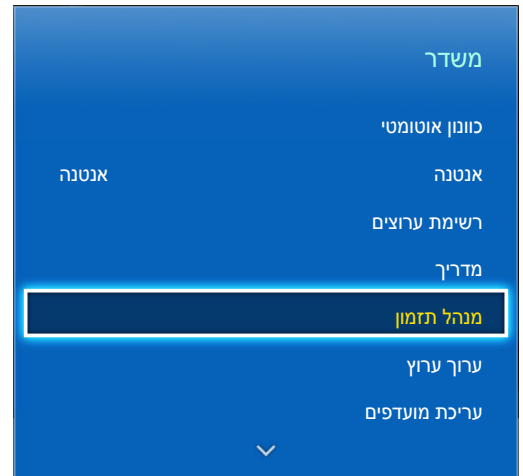 משדר
כוונון אוטומטי
אנטנה אנטנה
רשימת ערוצים
מדריך
מנהל תזמון
ערוך ערוץ
עריכת מועדפים